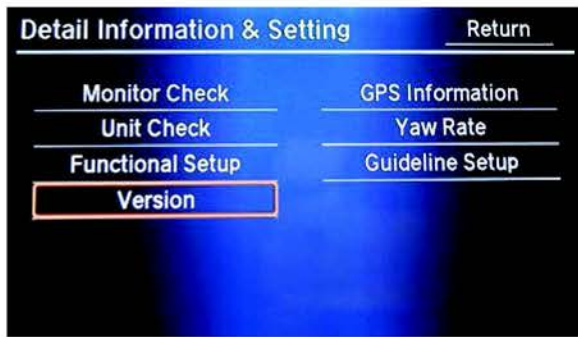 Detail Information & Setting
Return
Monitor Check
GPS Information
Unit Check
Yaw Rate
Functional Setup
Guideline Setup
Version